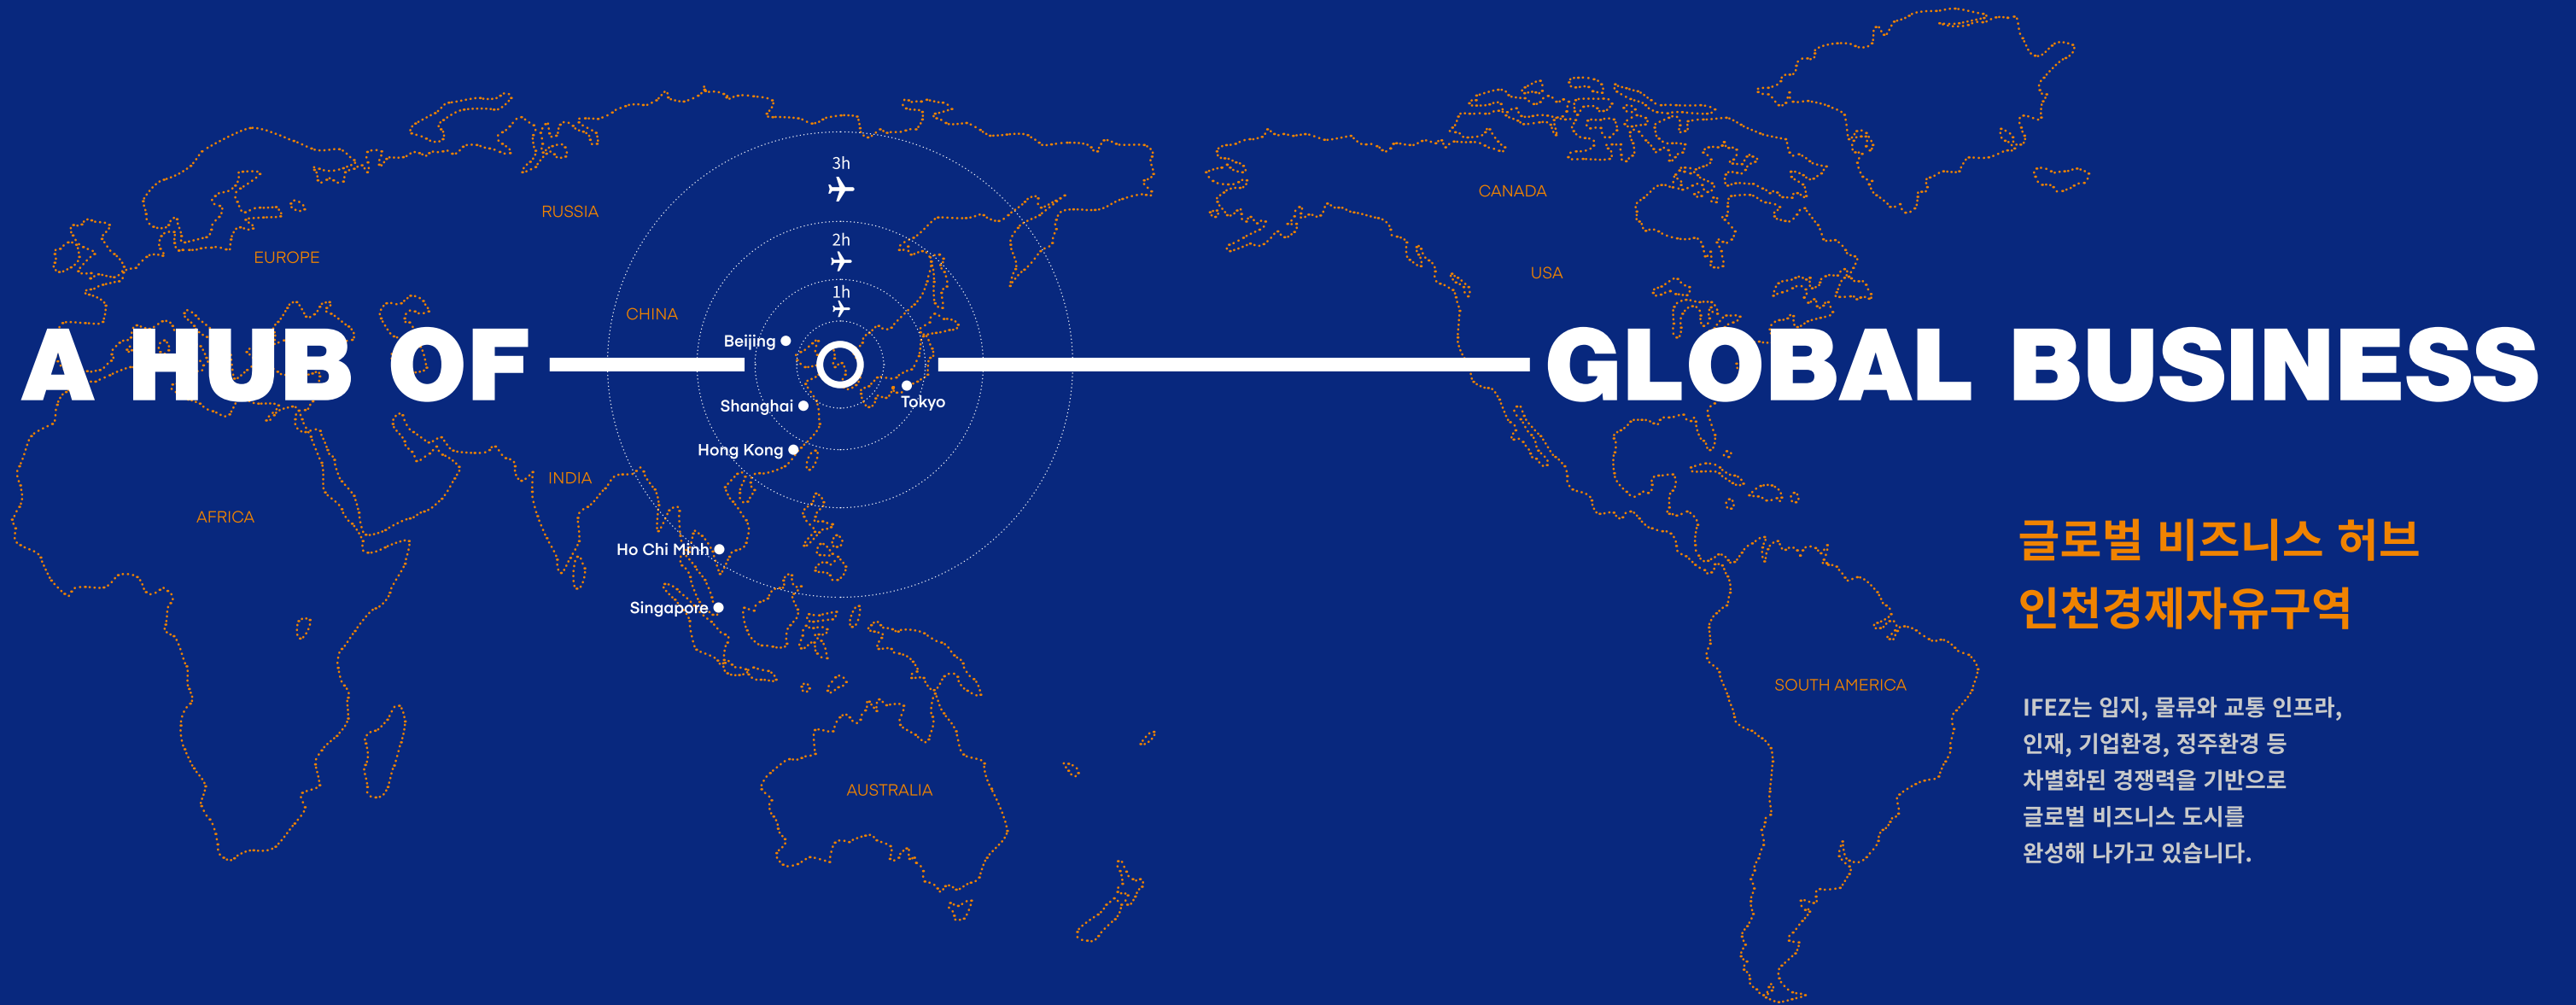 3h
CANADA
RUSSIA
2h
EUROPE
USA
1h
CHINA
Beijing
A HUB OF GLOBAL BUSINESS
Shanghai
Tokyo
Hong Kong
INDIA
AFRICA
Ho Chi Minh
Singapore
SOUTH AMERICA
AUSTRALIA
글로벌 비즈니스 허브
인천경제자유구역
IFEZ는 입지, 물류와 교통 인프라,
인재, 기업환경, 정주환경 등
차별화된 경쟁력을 기반으로
글로벌 비즈니스 도시를
완성해 나가고 있습니다.